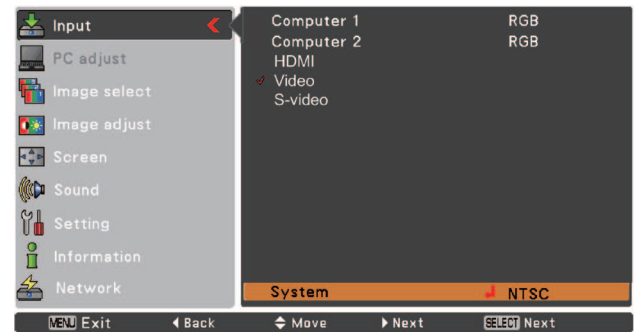 Input
PC adjust
Image select
Image adjust
Screen
Sound
Setting
Information
Network
Computer 1 RGB
Computer 2 RGB
HDMI
Video
S-video
System NTSC
MENU Exit Back Move Next SELECT Next